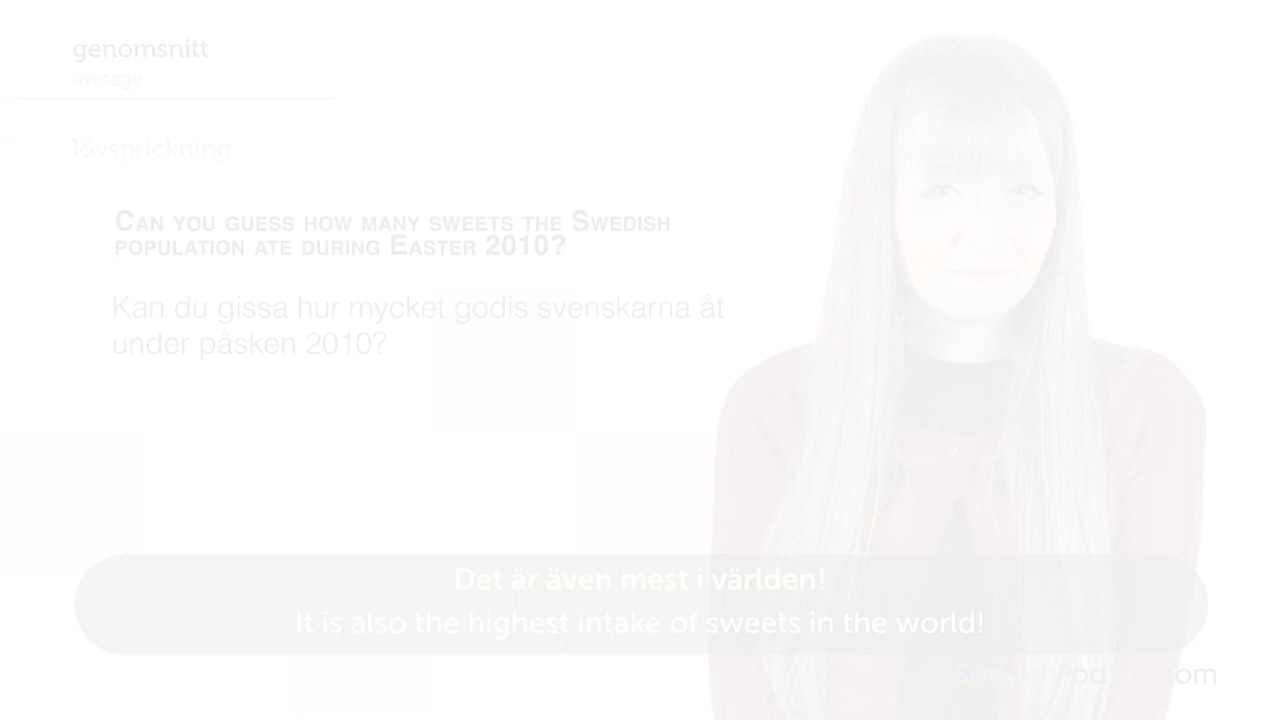 genomsnitt
average
lövsprickning
CAN YOU GUESS HOW MANY SWEETS THE SWEDISH
POPULATION ATE DURING EASTER 2010?
Kan du gissa hur mycket godis svenskarna åt
under påsken 2010?
Det är även mest i världen!
It is also the highest intake of sweets in the world!